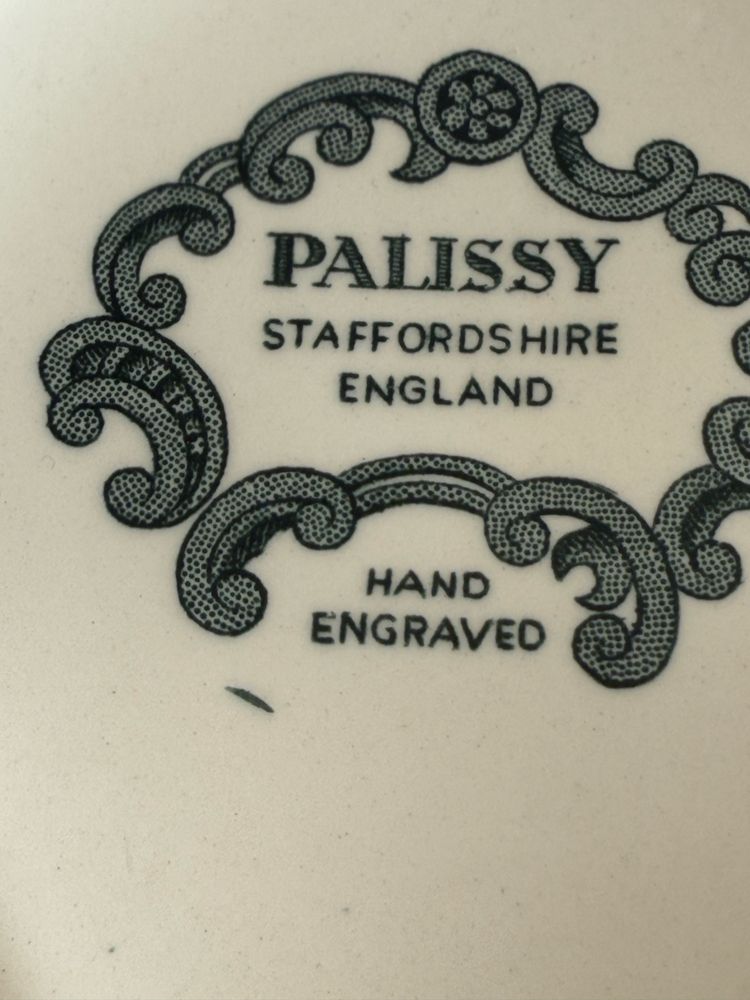 PALISSY
STAFFORDSHIRE
ENGLAND
HAND
ENGRAVED